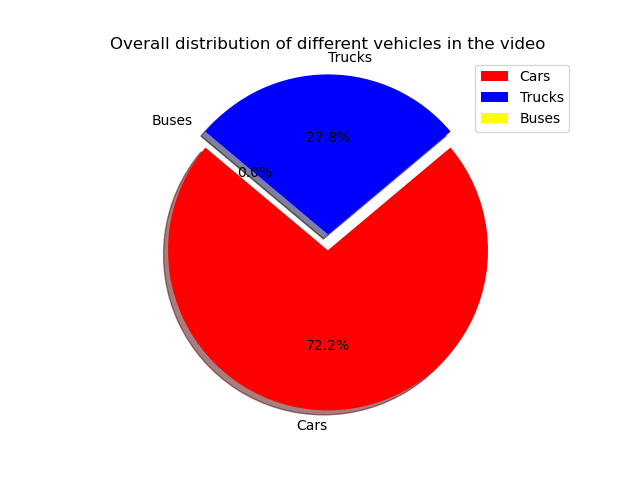 Overall distribution of different vehicles in the video
Trucks
Cars
Trucks
Buses
Buses
27.8%
0.0%
72.2%
Cars